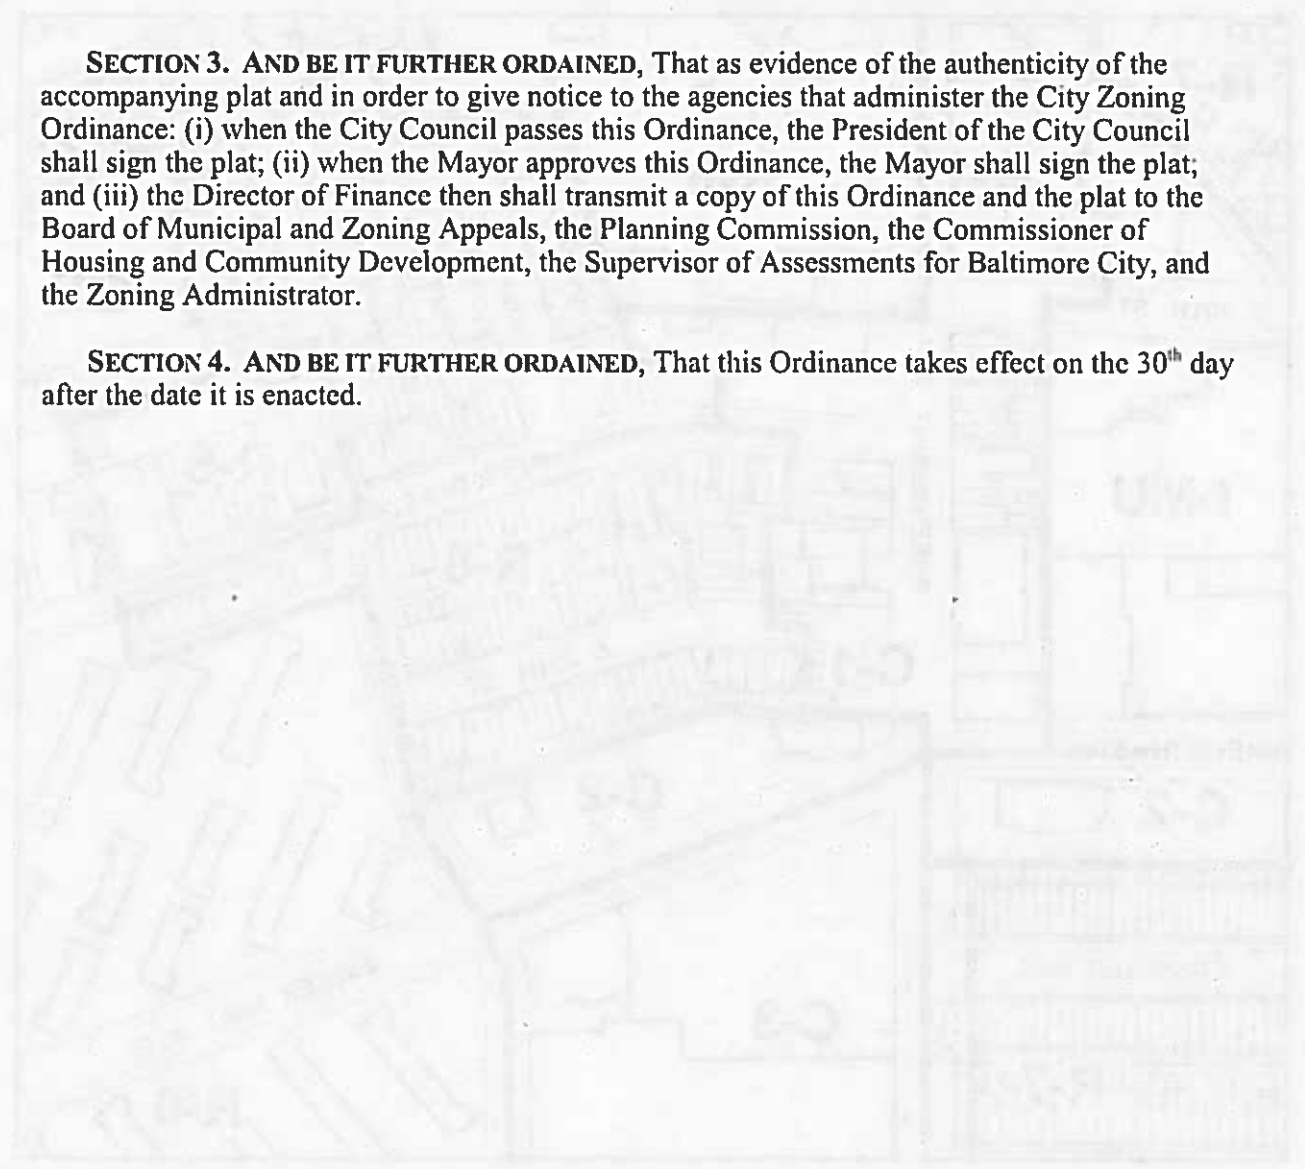 SECTION 3. AND BE IT FURTHER ORDAINED, That as evidence of the authenticity of the
accompanying plat and in order to give notice to the agencies that administer the City Zoning
Ordinance: (i) when the City Council passes this Ordinance, the President of the City Council
shall sign the plat; (ii) when the Mayor approves this Ordinance, the Mayor shall sign the plat;
and (iii) the Director of Finance then shall transmit a copy of this Ordinance and the plat to the
Board of Municipal and Zoning Appeals, the Planning Commission, the Commissioner of
Housing and Community Development, the Supervisor of Assessments for Baltimore City, and
the Zoning Administrator.
SECTION 4. AND BE IT FURTHER ORDAINED, That this Ordinance takes effect on the 30th day
after the date it is enacted.